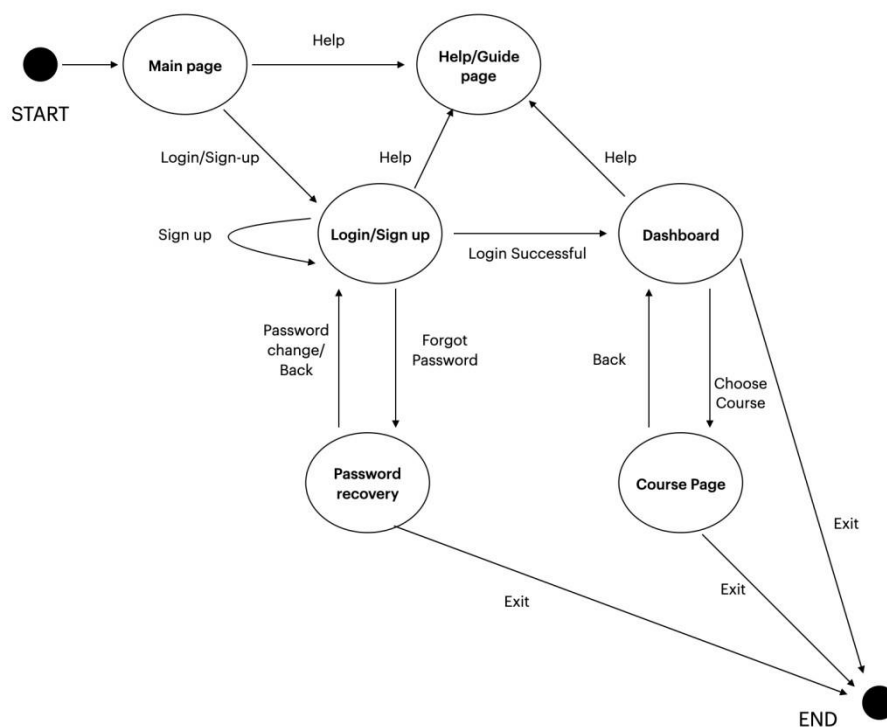 Help
Main page
Help/Guide
page
START
Login/Sign-up
Help
Help
Sign up
Login/Sign up
Dashboard
Login Successful
Password
change/
Back
Forgot
Password
Back
Choose
Course
Password
recovery
Course Page
Exit
Exit
Exit
END